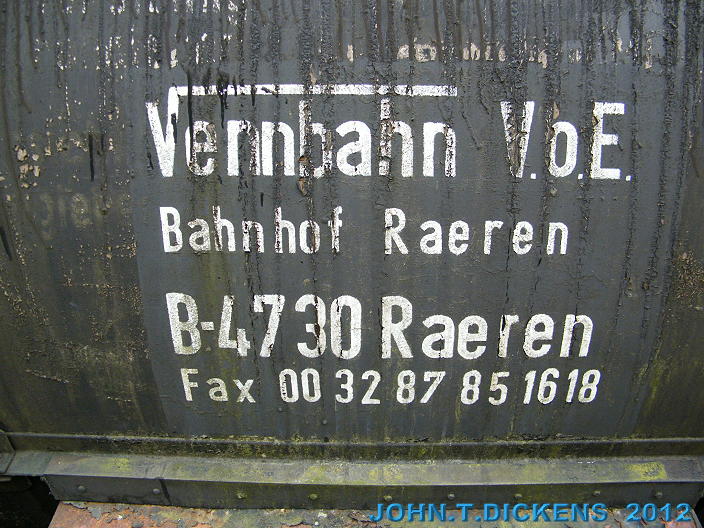 Vennbahn V.o.E.
Bahnhof Raeren
B-4730 Raeren
Fax 00 32 87 85 16 18
JOHN.T.DICKENS 2012